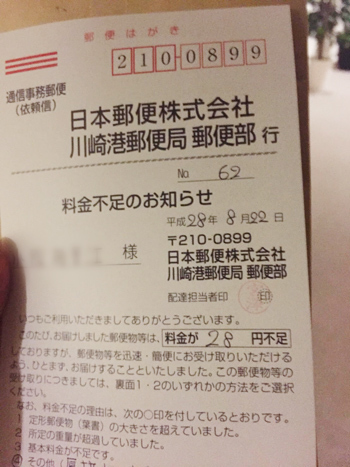 郵便はがき
210-0899
通信事務郵便
(依頼信)
日本郵便株式会社
川崎港郵便局 郵便部 行
No 62
料金不足のお知らせ
平成28年8月22日
様
〒210-0899
日本郵便株式会社
川崎港郵便局 郵便部
配達担当者印 印
いつもご利用いただきましてありがとうございます。
このたび、お届けしました郵便物等は、料金が 28 円不足
しておりますが、郵便物等を迅速・簡便にお受け取りいただける
よう、ひとまず、お届けすることといたしました。この郵便物等の
受け取りにつきましては、裏面1・2のいずれかの方法をご選択
ください。
なお、料金不足の理由は、次の○印を付しているとおりです。
1 定形郵便物(葉書)の大きさを超えていました。
2 所定の重量が超過していました。
3 基本料金が不足です。
④ その他(